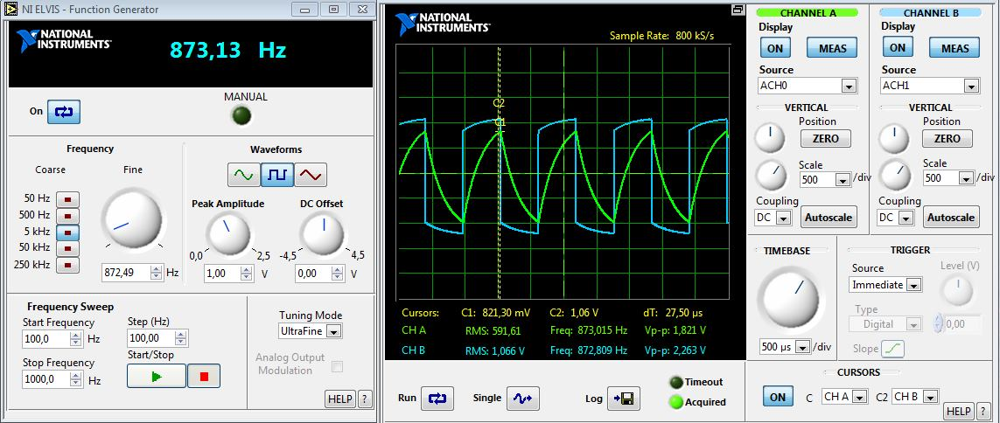 NI ELVIS - Function Generator
NATIONAL
INSTRUMENTS
873,13 Hz
On
MANUAL
Frequency
Coarse
Fine
50 Hz
500 Hz
5 kHz
50 kHz
250 kHz
872,49 Hz
Waveforms
Peak Amplitude
DC Offset
0,0
2,5
-4,5
4,5
1,00 V
0,00 V
Frequency Sweep
Start Frequency
100,0 Hz
Step (Hz)
100,00 Hz
Stop Frequency
1000,0 Hz
Start/Stop
Tuning Mode
UltraFine
Analog Output
Modulation
HELP ?
NATIONAL
INSTRUMENTS
Sample Rate: 800 kS/s
C2
C1
Cursors: C1: 821,30 mV C2: 1,06 V dT: 27,50 µs
CH A RMS: 591,61 Freq: 873,015 Hz Vp-p: 1,821 V
CH B RMS: 1,066 V Freq: 872,809 Hz Vp-p: 2,263 V
Run
Single
Log
Timeout
Acquired
CHANNEL A
Display
ON MEAS
Source
ACH0
VERTICAL
Position
ZERO
Scale
500 /div
Coupling
DC Autoscale
CHANNEL B
Display
ON MEAS
Source
ACH1
VERTICAL
Position
ZERO
Scale
500 /div
Coupling
DC Autoscale
TIMEBASE
500 µs /div
TRIGGER
Source
Immediate
Level (V)
Type
Digital
0,00
Slope
CURSORS
ON C CH A C2 CH B
HELP ?